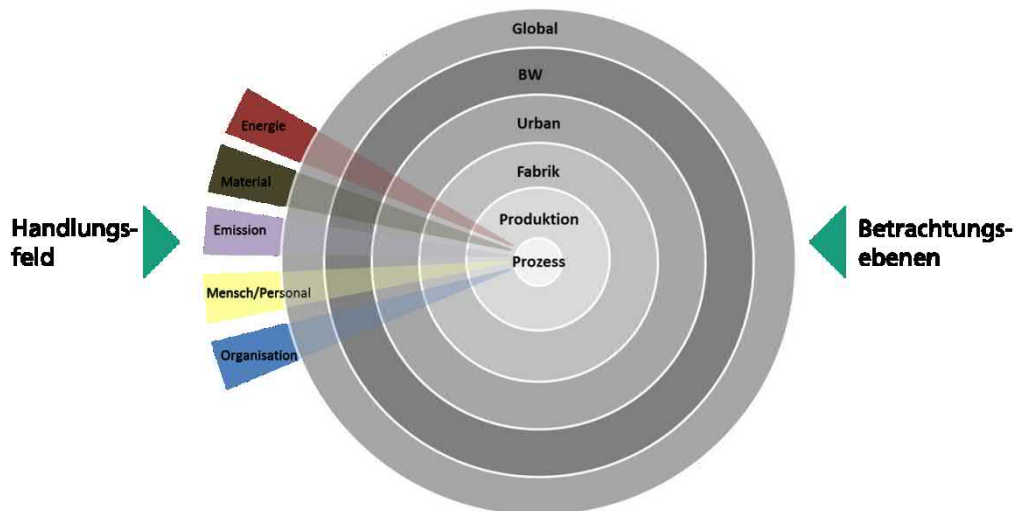 Global
BW
Urban
Fabrik
Produktion
Prozess
Energie
Material
Emission
Mensch/Personal
Organisation
Handlungs-
feld
Betrachtungs-
ebenen